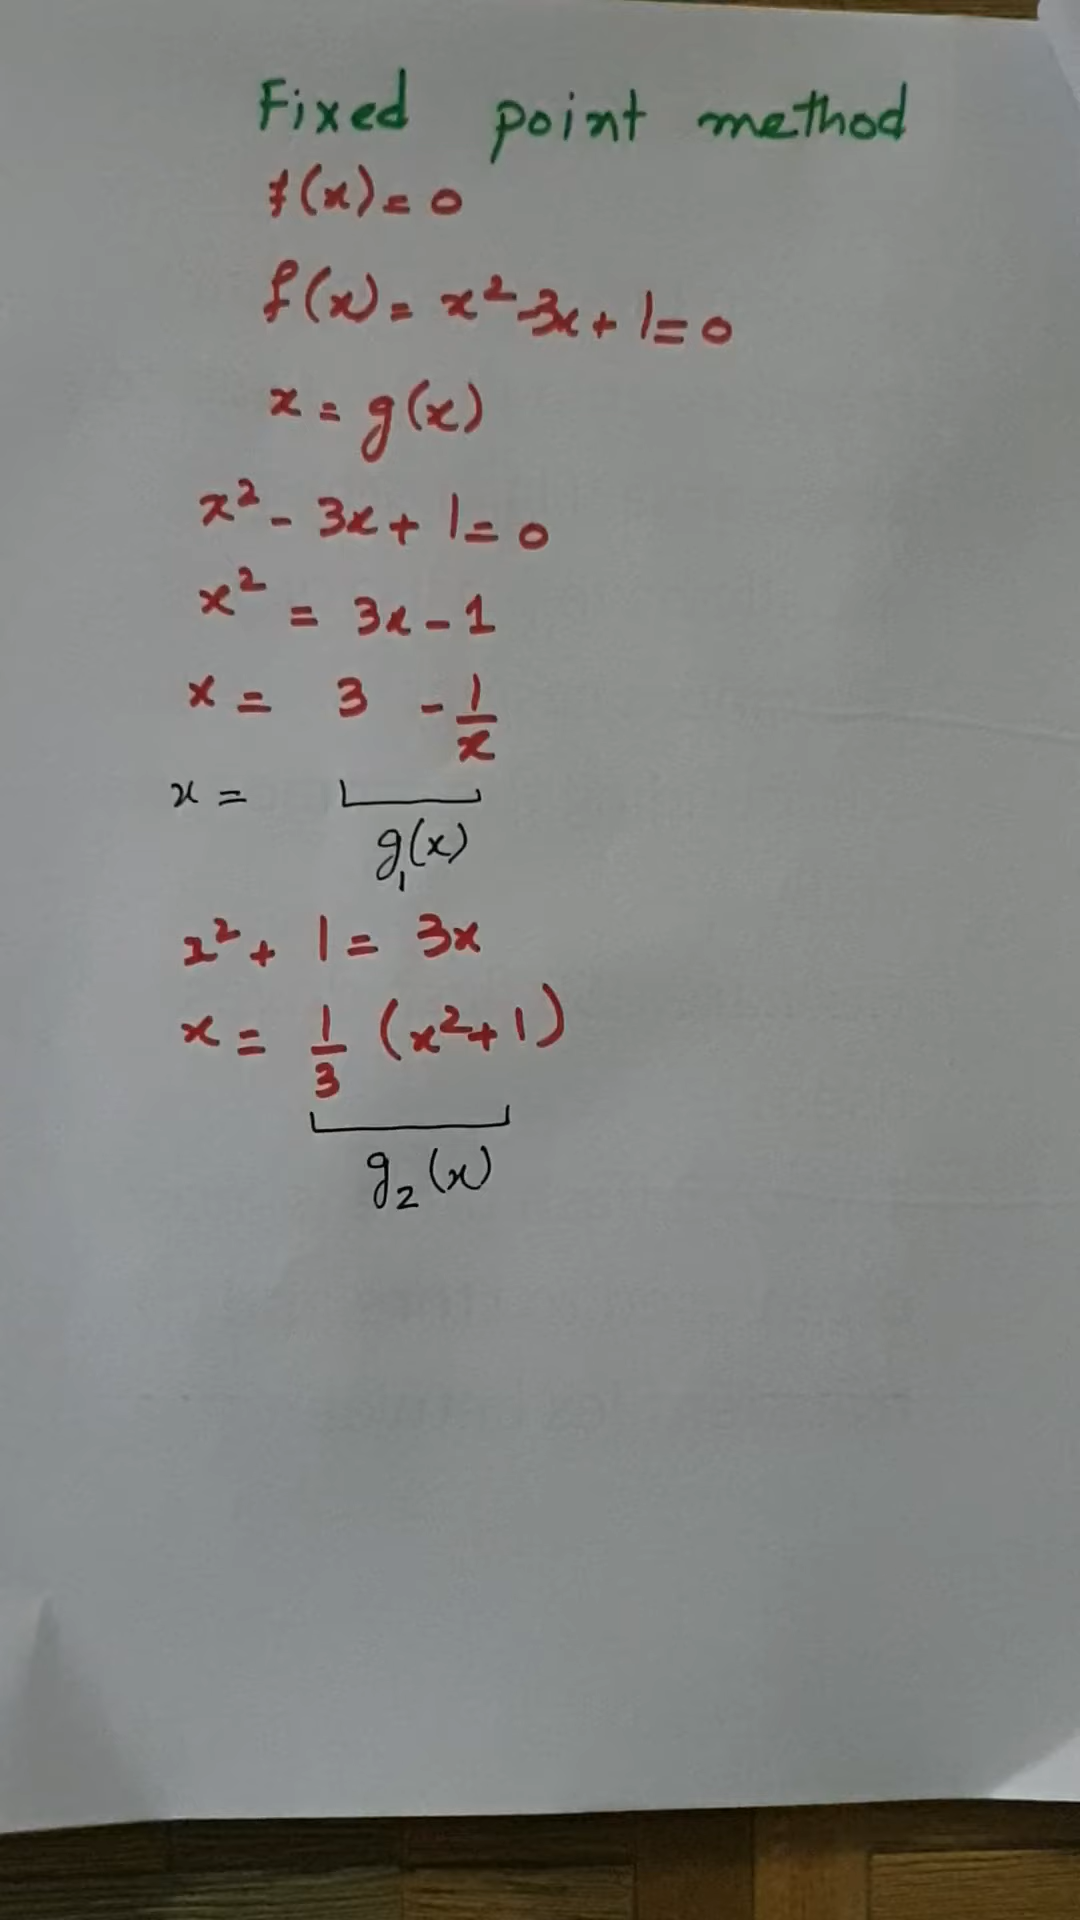 Fixed point method
f(x) = 0
f(x) = x² - 3x + 1 = 0
x = g(x)
x² - 3x + 1 = 0
x² = 3x - 1
x = 3 - 1/x
x =
g₁(x)
x² + 1 = 3x
x = 1/3 (x² + 1)
g₂(x)